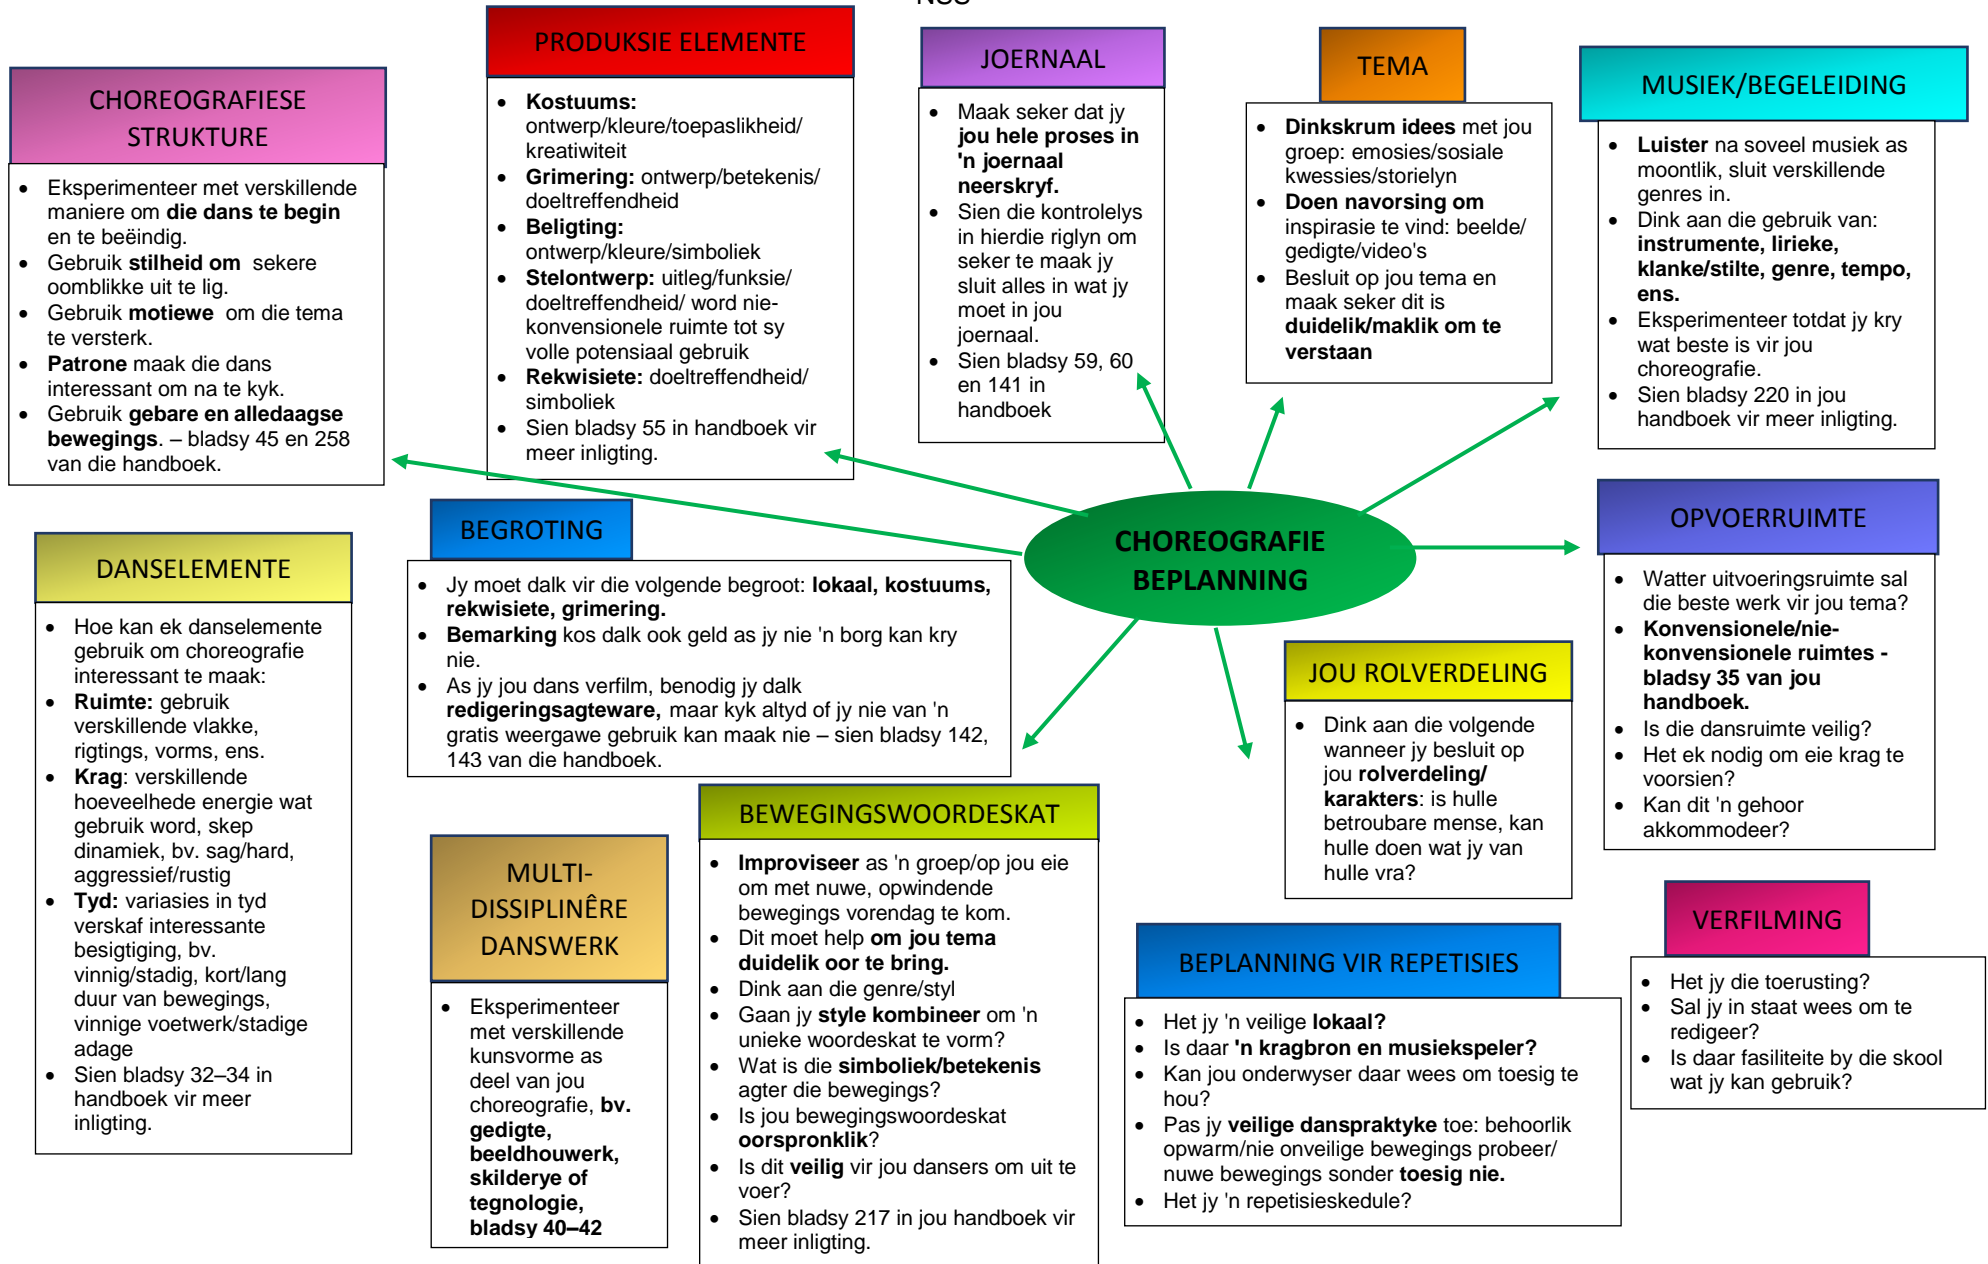 CHOREOGRAFIESE
STRUKTURE
• Eksperimenteer met verskillende
maniere om die dans te begin
en te beëindig.
• Gebruik stilheid om sekere
oomblikke uit te lig.
• Gebruik motiewe om die tema
te versterk.
• Patrone maak die dans
interessant om na te kyk.
• Gebruik gebare en alledaagse
bewegings. – bladsy 45 en 258
van die handboek.
PRODUKSIE ELEMENTE
• Kostuums:
ontwerp/kleure/toepaslikheid/
kreatiwiteit
• Grimering: ontwerp/betekenis/
doeltreffendheid
• Beligting:
ontwerp/kleure/simboliek
• Stelontwerp: uitleg/funksie/
doeltreffendheid/ word nie-
konvensionele ruimte tot sy
volle potensiaal gebruik
• Rekwisiete: doeltreffendheid/
simboliek
• Sien bladsy 55 in handboek vir
meer inligting.
JOERNAAL
• Maak seker dat jy
jou hele proses in
'n joernaal
neerskryf.
• Sien die kontrolelys
in hierdie riglyn om
seker te maak jy
sluit alles in wat jy
moet in jou
joernaal.
• Sien bladsy 59, 60
en 141 in
handboek
TEMA
• Dinkskrum idees met jou
groep: emosies/sosiale
kwessies/storielyn
• Doen navorsing om
inspirasie te vind: beelde/
gedigte/video's
• Besluit op jou tema en
maak seker dit is
duidelik/maklik om te
verstaan
MUSIEK/BEGELEIDING
• Luister na soveel musiek as
moontlik, sluit verskillende
genres in.
• Dink aan die gebruik van:
instrumente, lirieke,
klanke/stilte, genre, tempo,
ens.
• Eksperimenteer totdat jy kry
wat beste is vir jou
choreografie.
• Sien bladsy 220 in jou
handboek vir meer inligting.
DANSELEMENTE
• Hoe kan ek danselemente
gebruik om choreografie
interessant te maak:
• Ruimte: gebruik
verskillende vlakke,
rigtings, vorms, ens.
• Krag: verskillende
hoeveelhede energie wat
gebruik word, skep
dinamiek, bv. sag/hard,
aggressief/rustig
• Tyd: variasies in tyd
verskaf interessante
besigtiging, bv.
vinnig/stadig, kort/lang
duur van bewegings,
vinnige voetwerk/stadige
adage
• Sien bladsy 32–34 in
handboek vir meer
inligting.
BEGROTING
• Jy moet dalk vir die volgende begroot: lokaal, kostuums,
rekwisiete, grimering.
• Bemarking kos dalk ook geld as jy nie 'n borg kan kry
nie.
• As jy jou dans verfilm, benodig jy dalk
redigeringsagteware, maar kyk altyd of jy nie van 'n
gratis weergawe gebruik kan maak nie – sien bladsy 142,
143 van die handboek.
CHOREOGRAFIE
BEPLANNING
OPVOERRUIMTE
• Watter uitvoeringsruimte sal
die beste werk vir jou tema?
• Konvensionele/nie-
konvensionele ruimtes -
bladsy 35 van jou
handboek.
• Is die dansruimte veilig?
• Het ek nodig om eie krag te
voorsien?
• Kan dit 'n gehoor
akkommodeer?
JOU ROLVERDELING
• Dink aan die volgende
wanneer jy besluit op
jou rolverdeling/
karakters: is hulle
betroubare mense, kan
hulle doen wat jy van
hulle vra?
MULTI-
DISSIPLINÊRE
DANSWERK
• Eksperimenteer
met verskillende
kunsvorme as
deel van jou
choreografie, bv.
gedigte,
beeldhouwerk,
skilderye of
tegnologie,
bladsy 40–42
BEWEGINGSWOORDESKAT
• Improviseer as 'n groep/op jou eie
om met nuwe, opwindende
bewegings vorendag te kom.
• Dit moet help om jou tema
duidelik oor te bring.
• Dink aan die genre/styl
• Gaan jy style kombineer om 'n
unieke woordeskat te vorm?
• Wat is die simboliek/betekenis
agter die bewegings?
• Is jou bewegingswoordeskat
oorspronklik?
• Is dit veilig vir jou dansers om uit te
voer?
• Sien bladsy 217 in jou handboek vir
meer inligting.
BEPLANNING VIR REPETISIES
• Het jy 'n veilige lokaal?
• Is daar 'n kragbron en musiekspeler?
• Kan jou onderwyser daar wees om toesig te
hou?
• Pas jy veilige danspraktyke toe: behoorlik
opwarm/nie onveilige bewegings probeer/
nuwe bewegings sonder toesig nie.
• Het jy 'n repetisieskedule?
VERFILMING
• Het jy die toerusting?
• Sal jy in staat wees om te
redigeer?
• Is daar fasiliteite by die skool
wat jy kan gebruik?